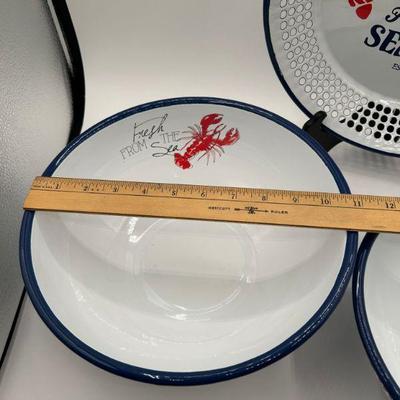 P
SE
Es
Fresh
FROM THE
Sea
1 2 3 4 5 6 7 8 9 10 11 12
WESTCOTT RULER